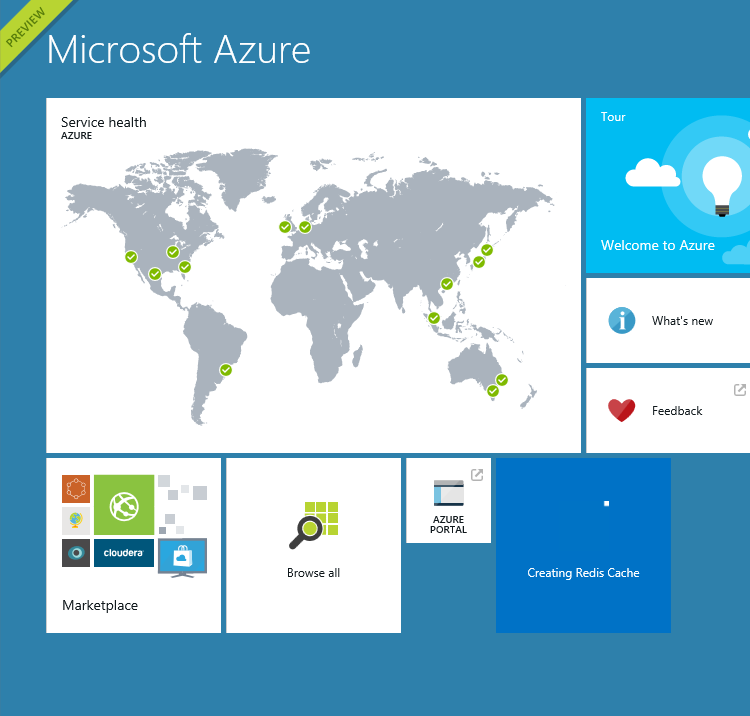 PREVIEW
Microsoft Azure
Service health
AZURE
Tour
Welcome to Azure
What's new
Feedback
cloudera
Marketplace
Browse all
AZURE
PORTAL
Creating Redis Cache